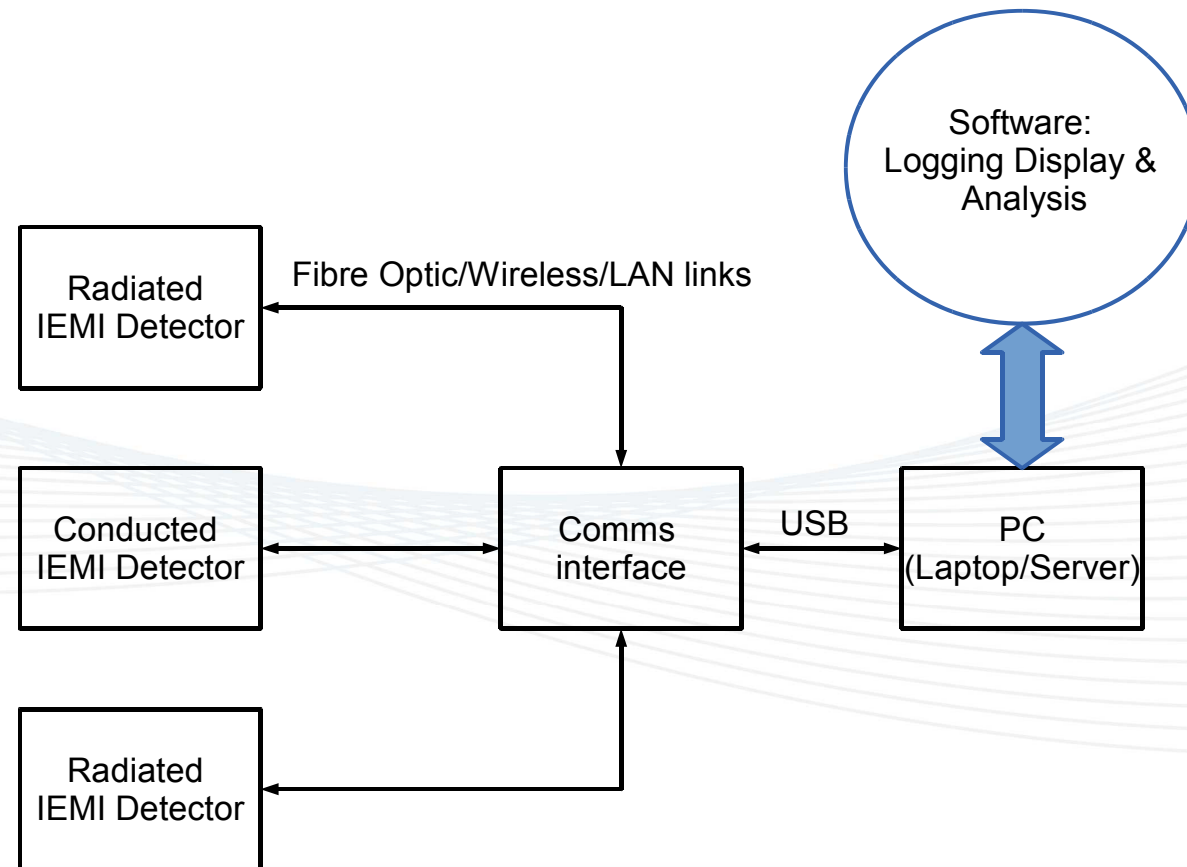 Software:
Logging Display &
Analysis
Fibre Optic/Wireless/LAN links
Radiated
IEMI Detector
Conducted
IEMI Detector
Comms
interface
USB
PC
(Laptop/Server)
Radiated
IEMI Detector